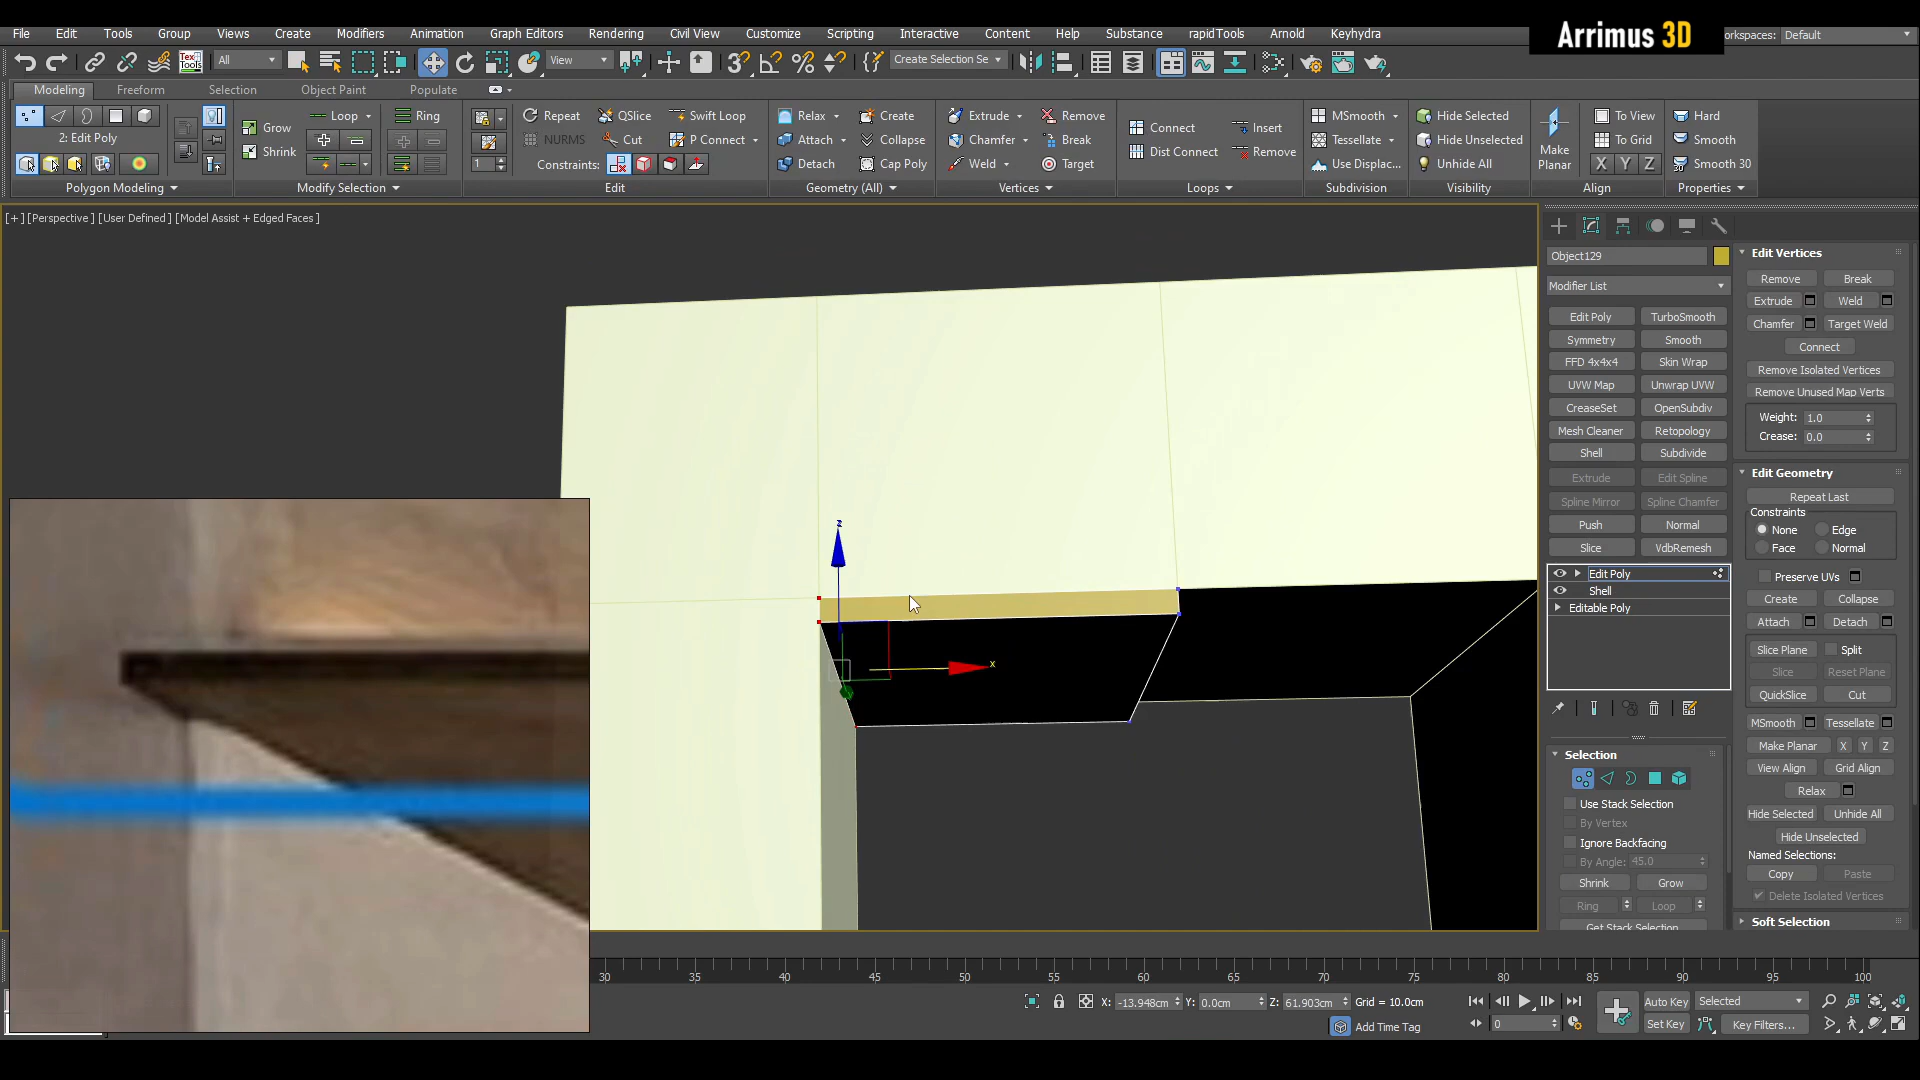 File Edit Tools Group Views Create Modifiers Animation Graph Editors Rendering Civil View Customize Scripting Interactive Content Help Substance rapidTools Arnold Keyhydra
Arrimus 3D
orkspaces: Default
All View Create Selection Se
Modeling Freeform Selection Object Paint Populate
2: Edit Poly
Polygon Modeling
Grow
Shrink
Loop Ring
Modify Selection
Repeat QSlice Swift Loop
NURMS Cut P Connect
1 Constraints:
Edit
Relax Create
Attach Collapse
Detach Cap Poly
Geometry (All)
Extrude Remove
Chamfer Break
Weld Target
Vertices
Connect Insert
Dist Connect Remove
Loops
MSmooth
Tessellate
Use Displac...
Subdivision
Hide Selected
Hide Unselected
Unhide All
Visibility
Make Planar
To View
To Grid
X Y Z
Align
Hard
Smooth
Smooth 30
Properties
[+] [Perspective ] [User Defined ] [Model Assist + Edged Faces ]
z
x
Object129
Modifier List
Edit Poly TurboSmooth
Symmetry Smooth
FFD 4x4x4 Skin Wrap
UVW Map Unwrap UVW
CreaseSet OpenSubdiv
Mesh Cleaner Retopology
Shell Subdivide
Extrude Edit Spline
Spline Mirror Spline Chamfer
Push Normal
Slice VdbRemesh
Edit Poly
Shell
Editable Poly
Selection
Use Stack Selection
By Vertex
Ignore Backfacing
By Angle: 45.0
Shrink Grow
Ring Loop
Get Stack Selection
Edit Vertices
Remove Break
Extrude Weld
Chamfer Target Weld
Connect
Remove Isolated Vertices
Remove Unused Map Verts
Weight: 1.0
Crease: 0.0
Edit Geometry
Repeat Last
Constraints
None Edge
Face Normal
Preserve UVs
Create Collapse
Attach Detach
Slice Plane Split
Slice Reset Plane
QuickSlice Cut
MSmooth Tessellate
Make Planar X Y Z
View Align Grid Align
Relax
Hide Selected Unhide All
Hide Unselected
Named Selections:
Copy Paste
Delete Isolated Vertices
Soft Selection
30 35 40 45 50 55 60 65 70 75 80 85 90 95 100
X: -13.948cm Y: 0.0cm Z: 61.903cm Grid = 10.0cm
Add Time Tag
0
Auto Key Selected
Set Key Key Filters...